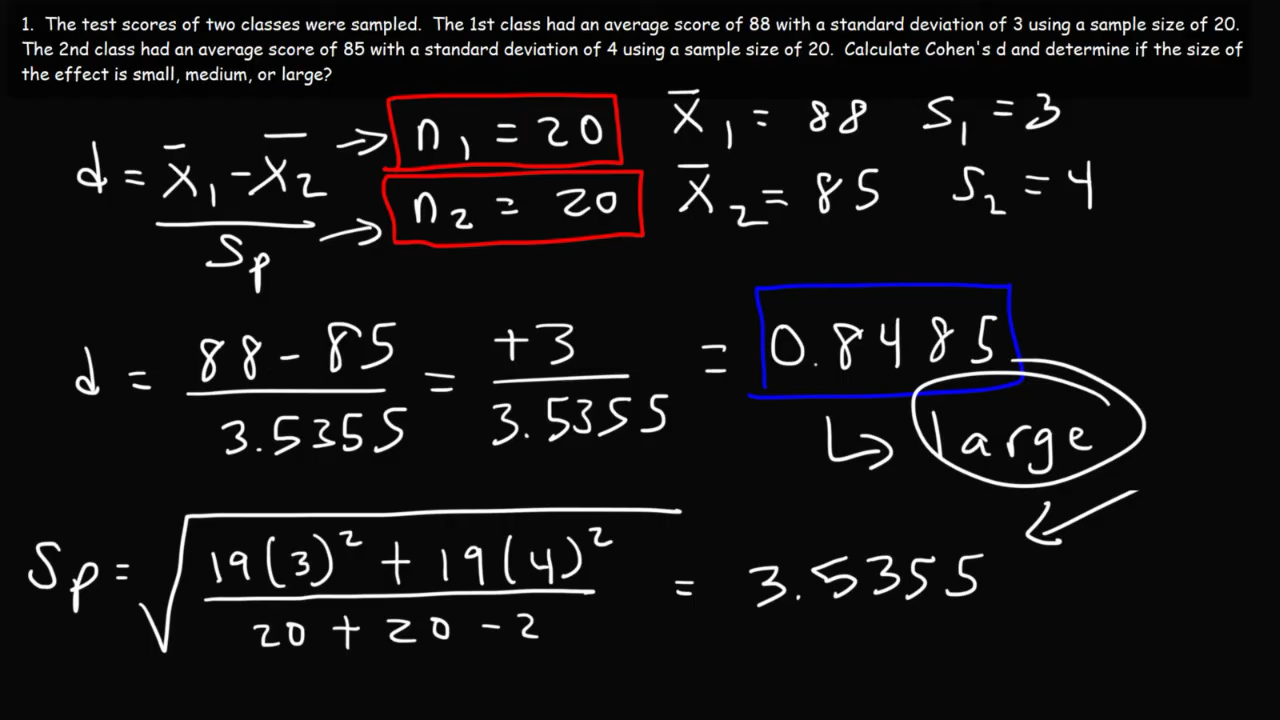 1. The test scores of two classes were sampled. The 1st class had an average score of 88 with a standard deviation of 3 using a sample size of 20.
The 2nd class had an average score of 85 with a standard deviation of 4 using a sample size of 20. Calculate Cohen's d and determine if the size of
the effect is small, medium, or large?
d = (x̄₁ - x̄₂) / Sp
→ n₁ = 20
→ n₂ = 20
x̄₁ = 88 S₁ = 3
x̄₂ = 85 S₂ = 4
d = (88 - 85) / 3.5355 = +3 / 3.5355 = 0.8485
↳ large
Sp = √((19(3)² + 19(4)²) / (20 + 20 - 2)) = 3.5355